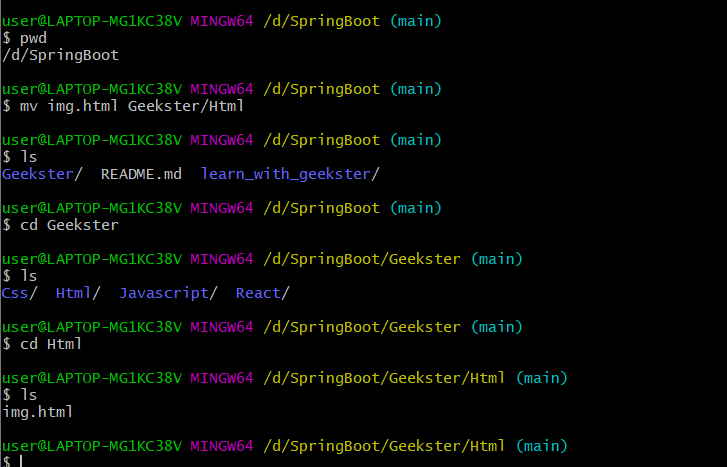 user@LAPTOP-MG1KC38V MINGW64 /d/SpringBoot (main)
$ pwd
/d/SpringBoot
user@LAPTOP-MG1KC38V MINGW64 /d/SpringBoot (main)
$ mv img.html Geekster/Html
user@LAPTOP-MG1KC38V MINGW64 /d/SpringBoot (main)
$ ls
Geekster/  README.md  learn_with_geekster/
user@LAPTOP-MG1KC38V MINGW64 /d/SpringBoot (main)
$ cd Geekster
user@LAPTOP-MG1KC38V MINGW64 /d/SpringBoot/Geekster (main)
$ ls
Css/  Html/  Javascript/  React/
user@LAPTOP-MG1KC38V MINGW64 /d/SpringBoot/Geekster (main)
$ cd Html
user@LAPTOP-MG1KC38V MINGW64 /d/SpringBoot/Geekster/Html (main)
$ ls
img.html
user@LAPTOP-MG1KC38V MINGW64 /d/SpringBoot/Geekster/Html (main)
$